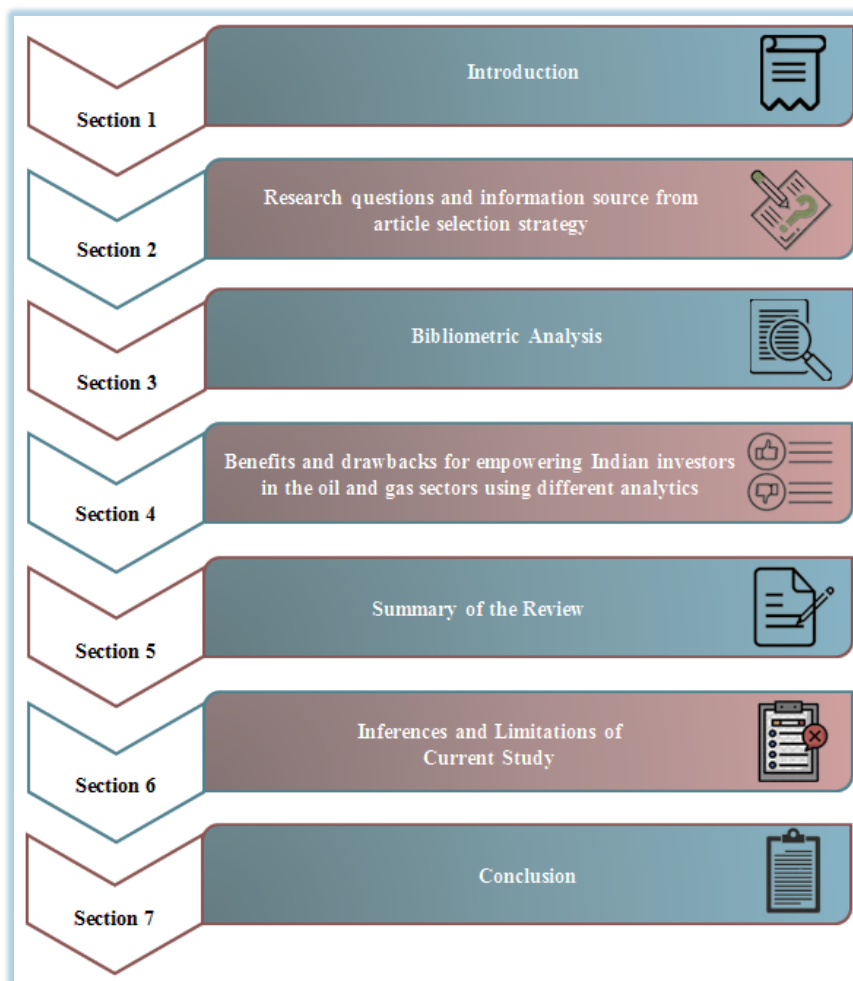 Section 1
Introduction
Section 2
Research questions and information source from
article selection strategy
Section 3
Bibliometric Analysis
Section 4
Benefits and drawbacks for empowering Indian investors
in the oil and gas sectors using different analytics
Section 5
Summary of the Review
Section 6
Inferences and Limitations of
Current Study
Section 7
Conclusion